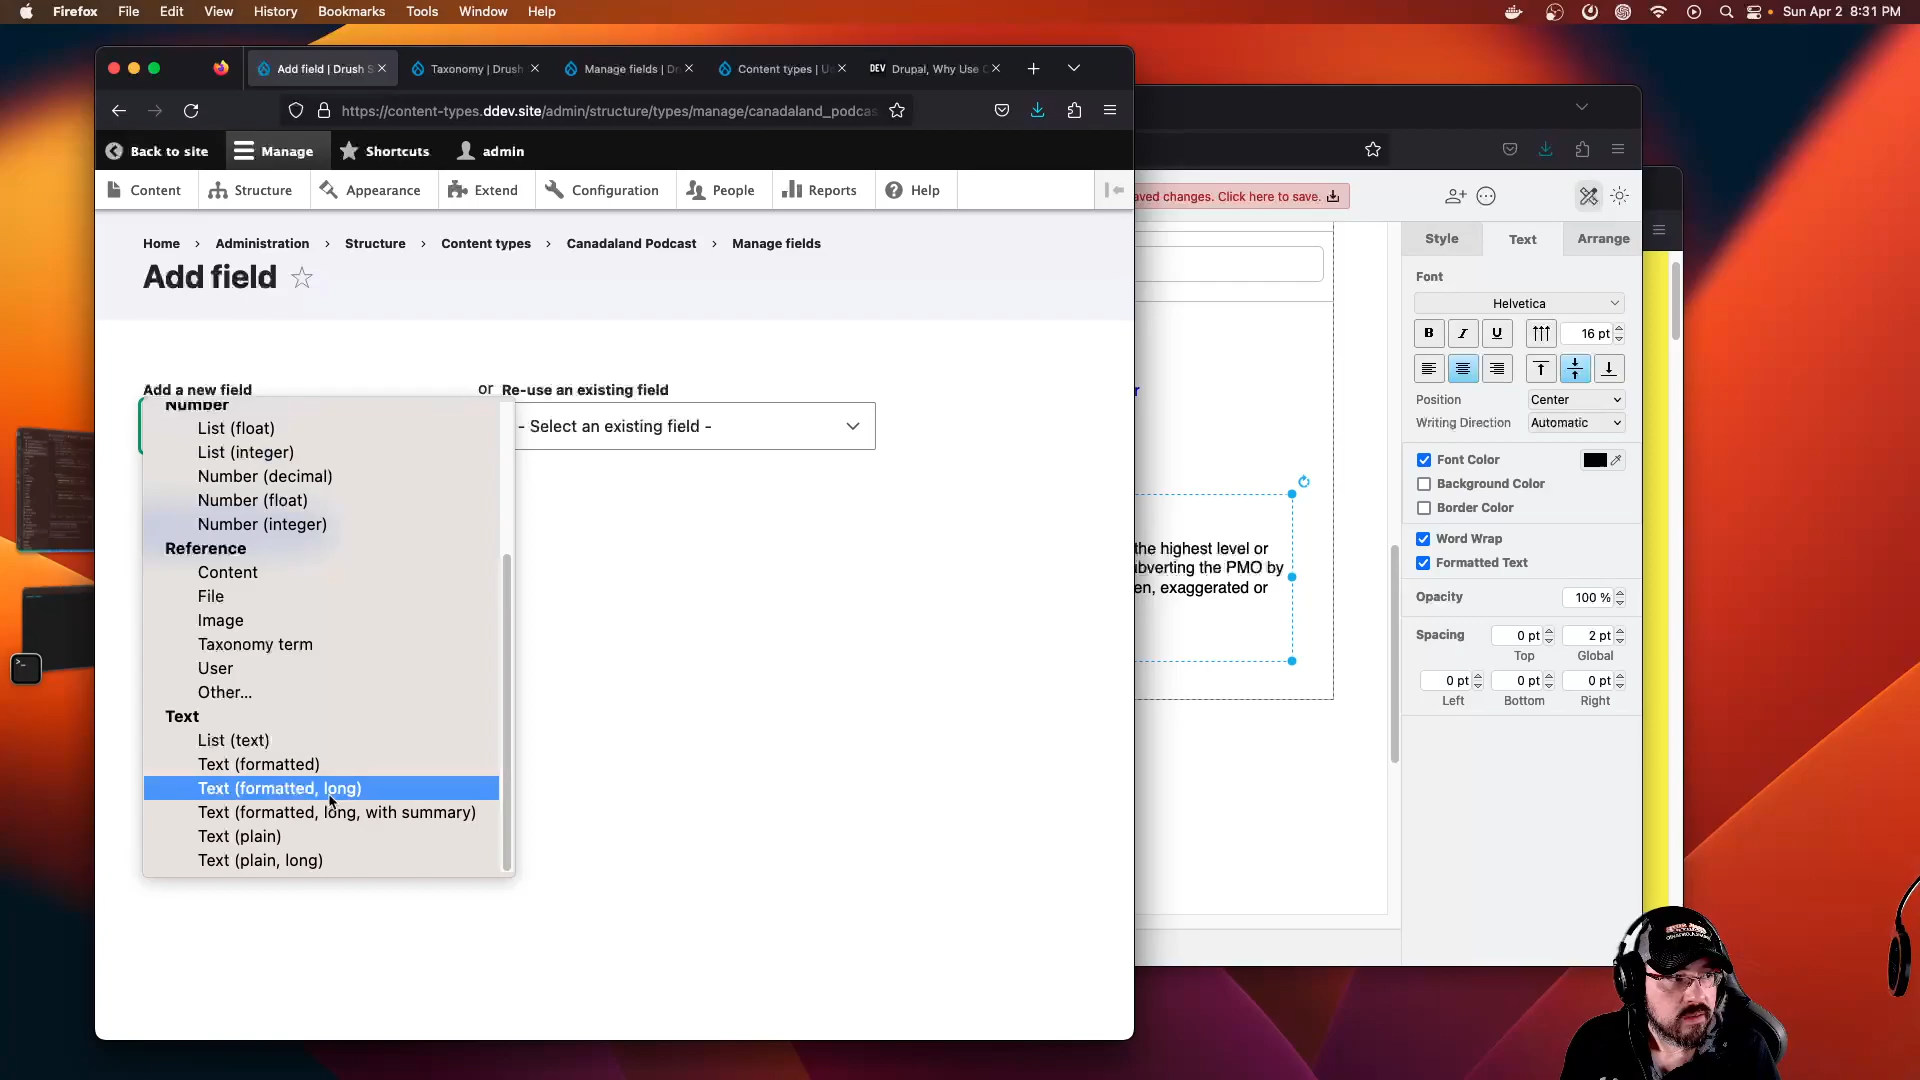 Firefox File Edit View History Bookmarks Tools Window Help
Sun Apr 2 8:31 PM
Add field | Drush S
Taxonomy | Drush
Manage fields | Dr
Content types | U
DEV Drupal, Why Use C
https://content-types.ddev.site/admin/structure/types/manage/canadaland_podcas
Back to site Manage Shortcuts admin
Content Structure Appearance Extend Configuration People Reports Help
aved changes. Click here to save.
Home › Administration › Structure › Content types › Canadaland Podcast › Manage fields
Add field
Add a new field or Re-use an existing field
- Select an existing field -
Number
List (float)
List (integer)
Number (decimal)
Number (float)
Number (integer)
Reference
Content
File
Image
Taxonomy term
User
Other...
Text
List (text)
Text (formatted)
Text (formatted, long)
Text (formatted, long, with summary)
Text (plain)
Text (plain, long)
r
the highest level or
ubverting the PMO by
en, exaggerated or
Style Text Arrange
Font
Helvetica
B I U 16 pt
Position Center
Writing Direction Automatic
Font Color
Background Color
Border Color
Word Wrap
Formatted Text
Opacity 100 %
Spacing 0 pt 2 pt
Top Global
0 pt 0 pt 0 pt
Left Bottom Right